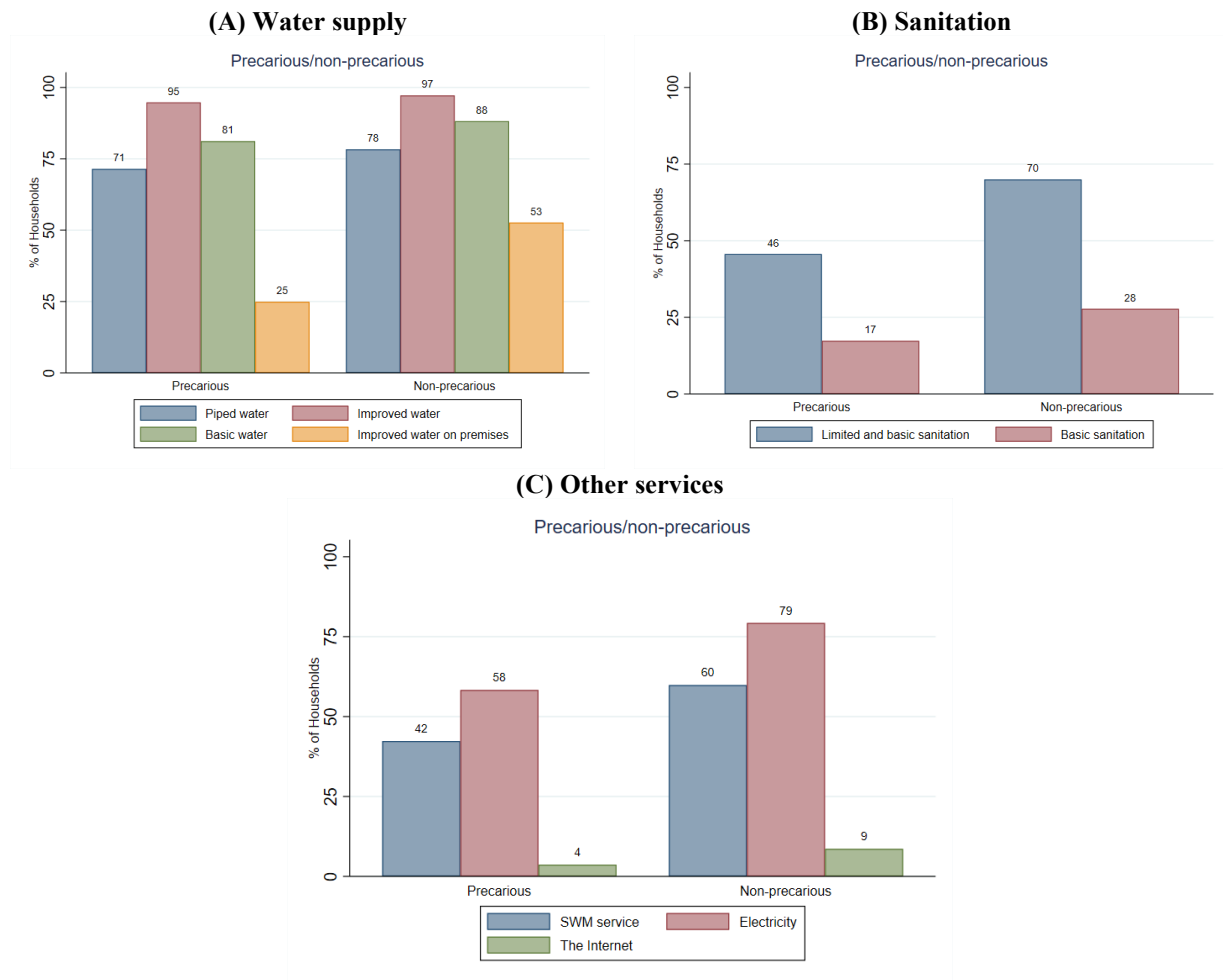 (A) Water supply
Precarious/non-precarious
% of Households
100
75
50
25
0
71
95
81
25
78
97
88
53
Precarious
Non-precarious
Piped water
Improved water
Basic water
Improved water on premises
(B) Sanitation
Precarious/non-precarious
% of Households
100
75
50
25
0
46
17
70
28
Precarious
Non-precarious
Limited and basic sanitation
Basic sanitation
(C) Other services
Precarious/non-precarious
% of Households
100
75
50
25
0
42
58
4
60
79
9
Precarious
Non-precarious
SWM service
Electricity
The Internet